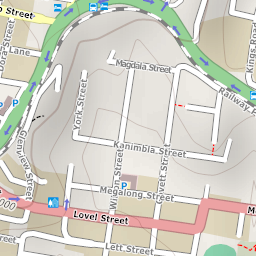 Street
Lane
Dora Street
Magdala Street
Kings Road
Railway P
York Street
Glenview Street
Kanimbla Street
Megalong Street
P
P
Lovel Street
M
Lett Street